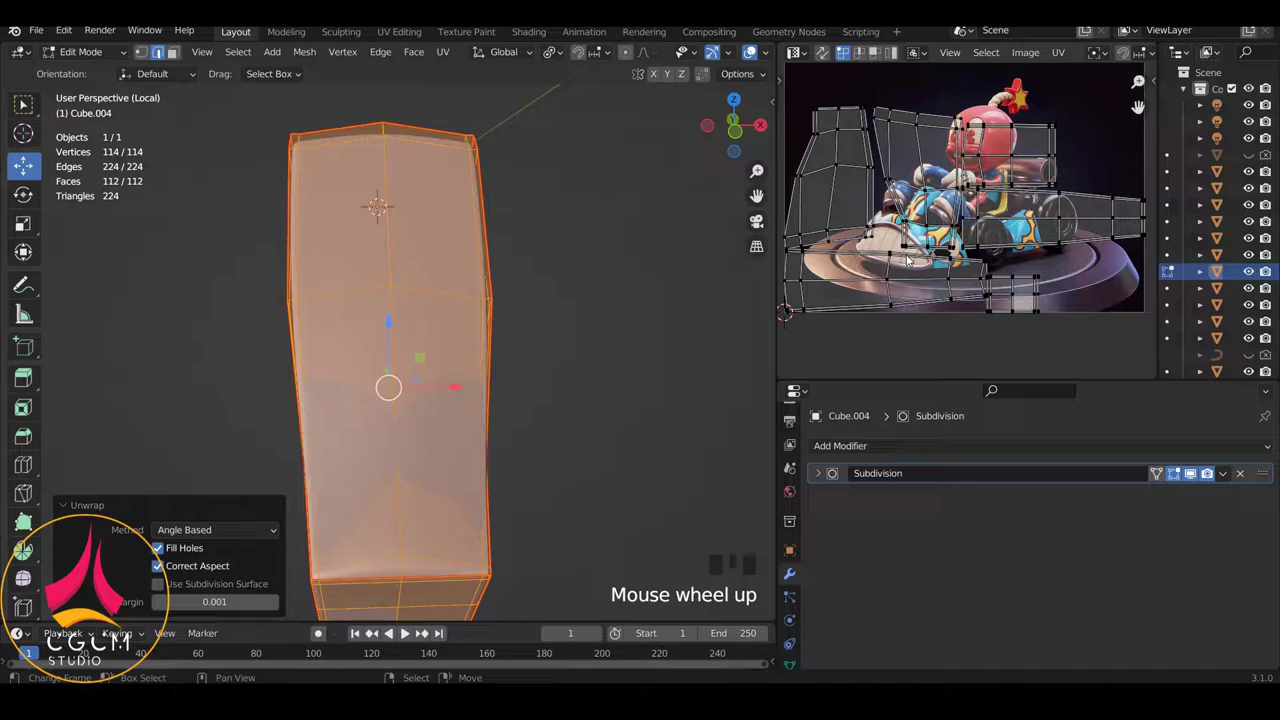 File Edit Render Window Help Layout Modeling Sculpting UV Editing Texture Paint Shading Animation Rendering Compositing Geometry Nodes Scripting Scene ViewLayer
Edit Mode View Select Add Mesh Vertex Edge Face UV Global View Select Image UV
Orientation: Default Drag: Select Box X Y Z Options
User Perspective (Local)
(1) Cube.004
Objects 1 / 1
Vertices 114 / 114
Edges 224 / 224
Faces 112 / 112
Triangles 224
Z
X
Scene
Co
Cube.004 Subdivision
Add Modifier
Subdivision
Unwrap
Method Angle Based
Fill Holes
Correct Aspect
Use Subdivision Surface
Margin 0.001
Mouse wheel up
Playback Keying View Marker 1 Start 1 End 250
1 100 120 140 160 180 200 220 240
CGCM
STUDIO
Change Frame Box Select Pan View Select Move 3.1.0